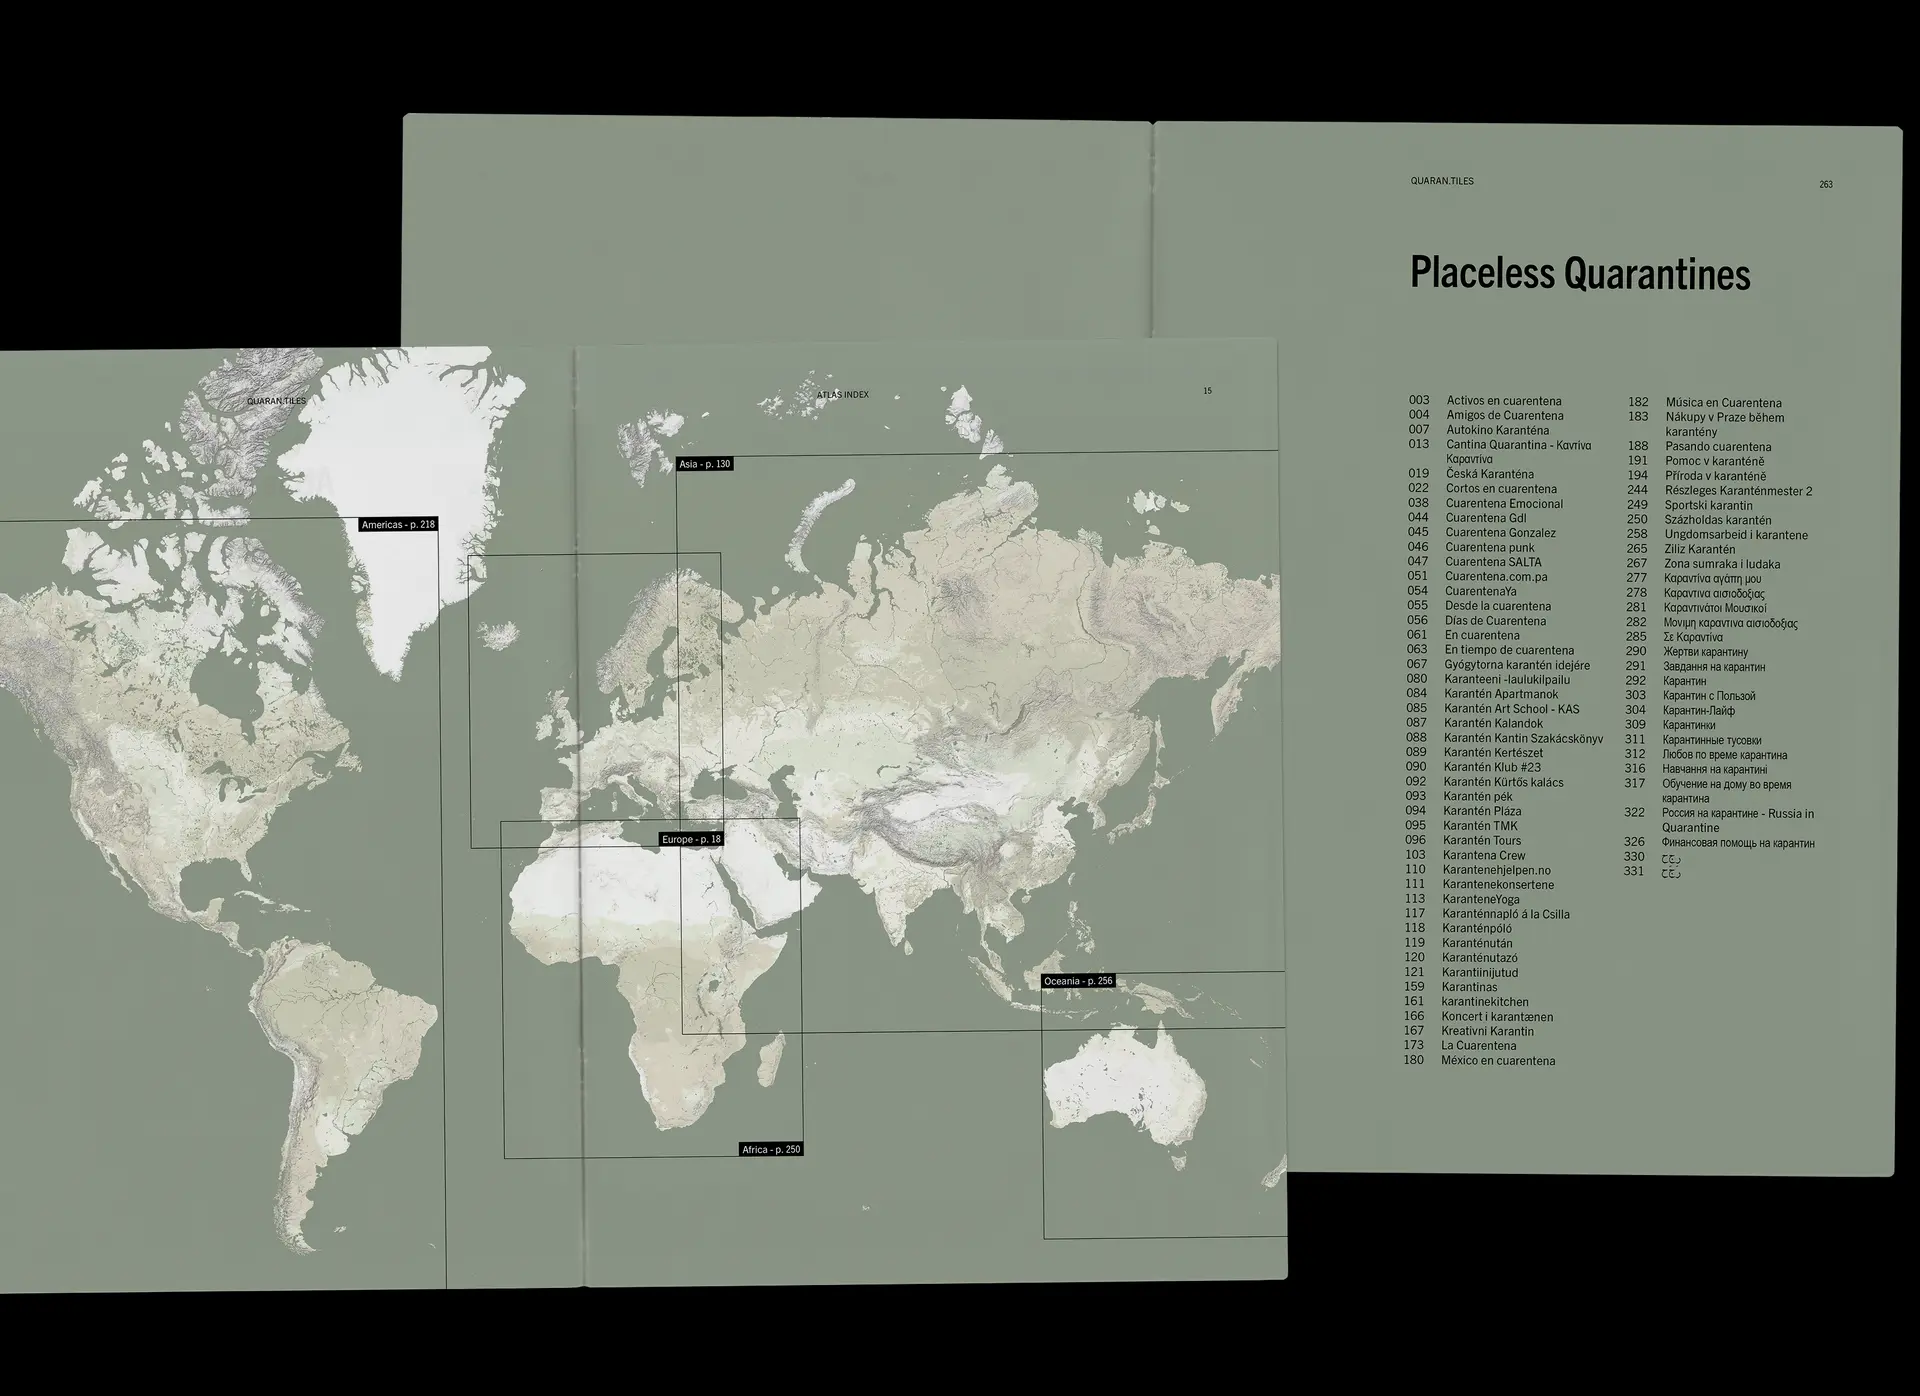 QUARAN.TILES
263
Placeless Quarantines
003 Activos en cuarentena
004 Amigos de Cuarentena
007 Autokino Karanténa
013 Cantina Quarantina - Καντίνα
Καραντίνα
019 Česká Karanténa
022 Cortos en cuarentena
038 Cuarentena Emocional
044 Cuarentena Gdl
045 Cuarentena Gonzalez
046 Cuarentena punk
047 Cuarentena SALTA
051 Cuarentena.com.pa
054 CuarentenaYa
055 Desde la cuarentena
056 Días de Cuarentena
061 En cuarentena
063 En tiempo de cuarentena
067 Gyógytorna karantén idejére
080 Karanteeni -laulukilpailu
084 Karantén Apartmanok
085 Karantén Art School - KAS
087 Karantén Kalandok
088 Karantén Kantin Szakácskönyv
089 Karantén Kertészet
090 Karantén Klub #23
092 Karantén Kürtős kalács
093 Karantén pék
094 Karantén Pláza
095 Karantén TMK
096 Karantén Tours
103 Karantena Crew
110 Karantenehjelpen.no
111 Karantenekonsertene
113 KaranteneYoga
117 Karanténnapló á la Csilla
118 Karanténpóló
119 Karanténután
120 Karanténutazó
121 Karantiinijutud
159 Karantinas
161 karantinekitchen
166 Koncert i karantænen
167 Kreativni Karantin
173 La Cuarentena
180 México en cuarentena
182 Música en Cuarentena
183 Nákupy v Praze během
karantény
188 Pasando cuarentena
191 Pomoc v karanténě
194 Příroda v karanténě
244 Részleges Karanténmester 2
249 Sportski karantin
250 Százholdas karantén
258 Ungdomsarbeid i karantene
265 Ziliz Karantén
267 Zona sumraka i ludaka
277 Καραντίνα αγάπη μου
278 Καραντινα αισιοδοξιας
281 Καραντινάτοι Μουσικοί
282 Μονιμη καραντινα αισιοδοξιας
285 Σε Καραντίνα
290 Жертви карантину
291 Завдання на карантин
292 Карантин
303 Карантин с Пользой
304 Карантин-Лайф
309 Карантинки
311 Карантинные тусовки
312 Любов по време карантина
316 Навчання на карантині
317 Обучение на дому во время
карантина
322 Россия на карантине - Russia in
Quarantine
326 Финансовая помощь на карантин
330
331
QUARAN.TILES
ATLAS INDEX
15
Asia - p. 130
Americas - p. 218
Europe - p. 18
Oceania - p. 256
Africa - p. 250